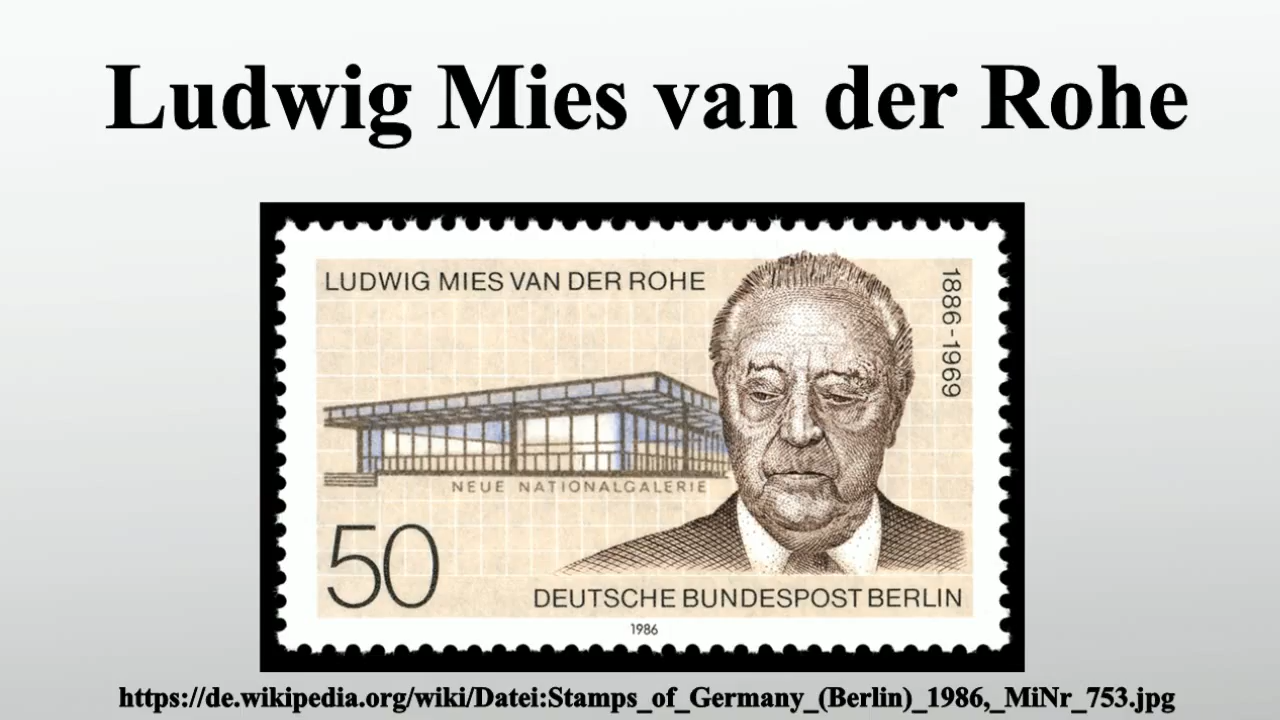 Ludwig Mies van der Rohe
LUDWIG MIES VAN DER ROHE
1886-1969
NEUE NATIONALGALERIE
50
DEUTSCHE BUNDESPOST BERLIN
1986
https://de.wikipedia.org/wiki/Datei:Stamps_of_Germany_(Berlin)_1986,_MiNr_753.jpg